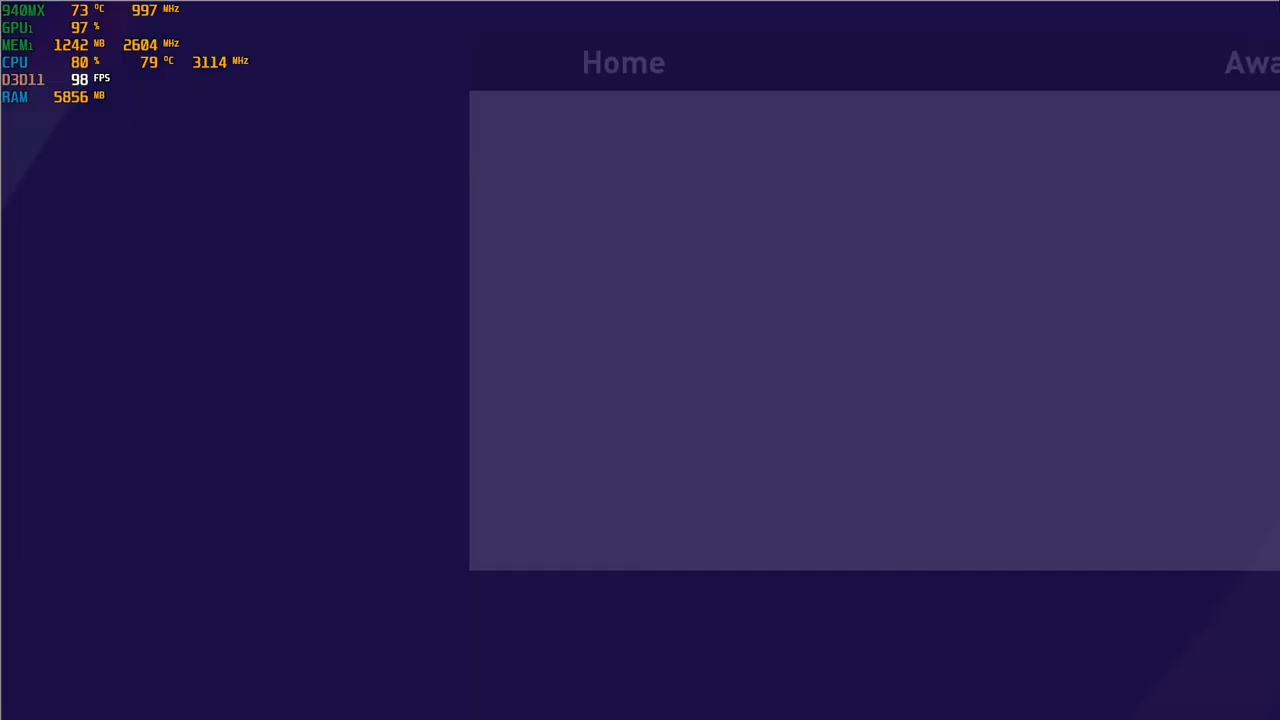 940MX 73 °C 997 MHz
GPU1 97 %
MEM1 1242 MB 2604 MHz
CPU 80 % 79 °C 3114 MHz
D3D11 98 FPS
RAM 5856 MB
Home Awa